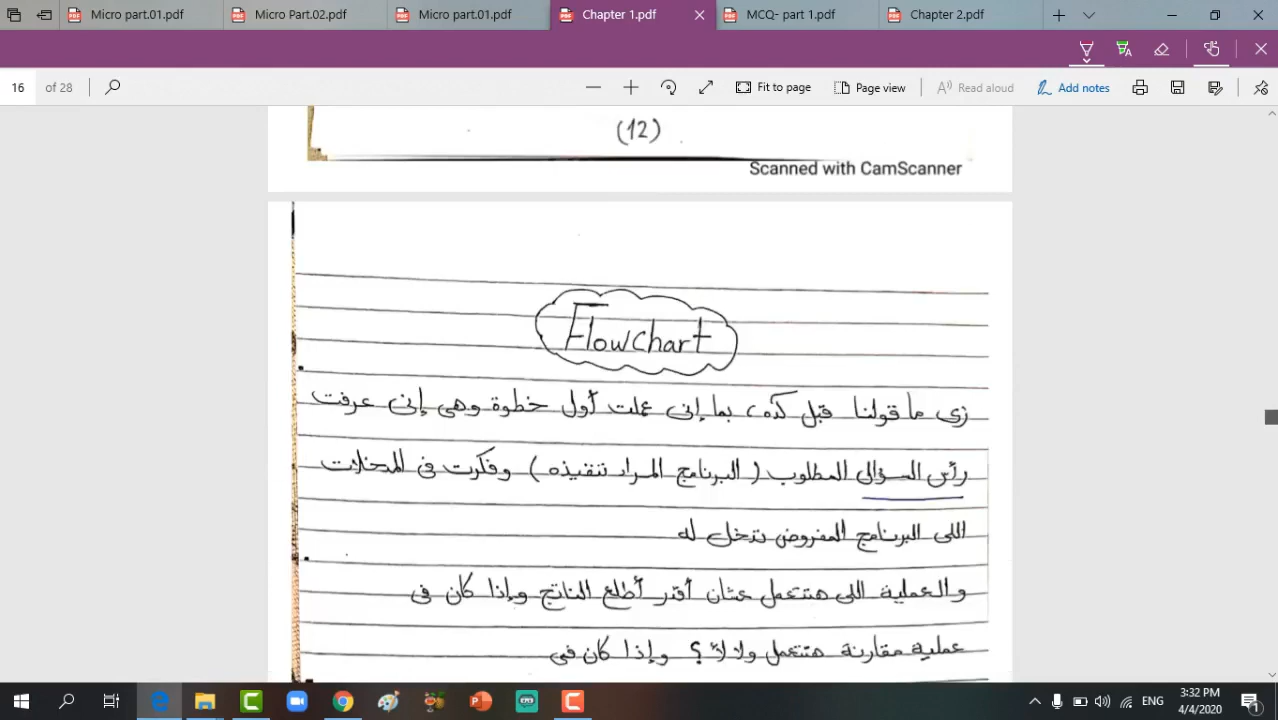 Micro part.01.pdf
Micro Part.02.pdf
Micro part.01.pdf
Chapter 1.pdf
MCQ- part 1.pdf
Chapter 2.pdf
16 of 28
Fit to page
Page view
Read aloud
Add notes
(12)
Scanned with CamScanner
Flowchart
زى ما قولنا قبل كده، بما إنى عملت أول خطوة وهى إنى عرفت
رأس السؤال المطلوب (البرنامج المراد تنفيذه) وفكرت فى المدخلات
اللى البرنامج المفروض تدخل له
والعملية اللى هتتعمل عشان أقدر أطلع الناتج وإذا كان فى
عملية مقارنة هتتعمل ولا لأ؟ وإذا كان فى
ENG
3:32 PM
4/4/2020